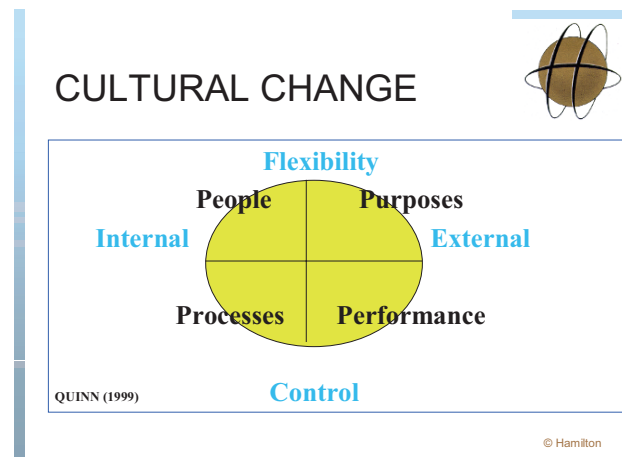 CULTURAL CHANGE
Flexibility
People Purposes
Internal External
Processes Performance
QUINN (1999) Control
© Hamilton